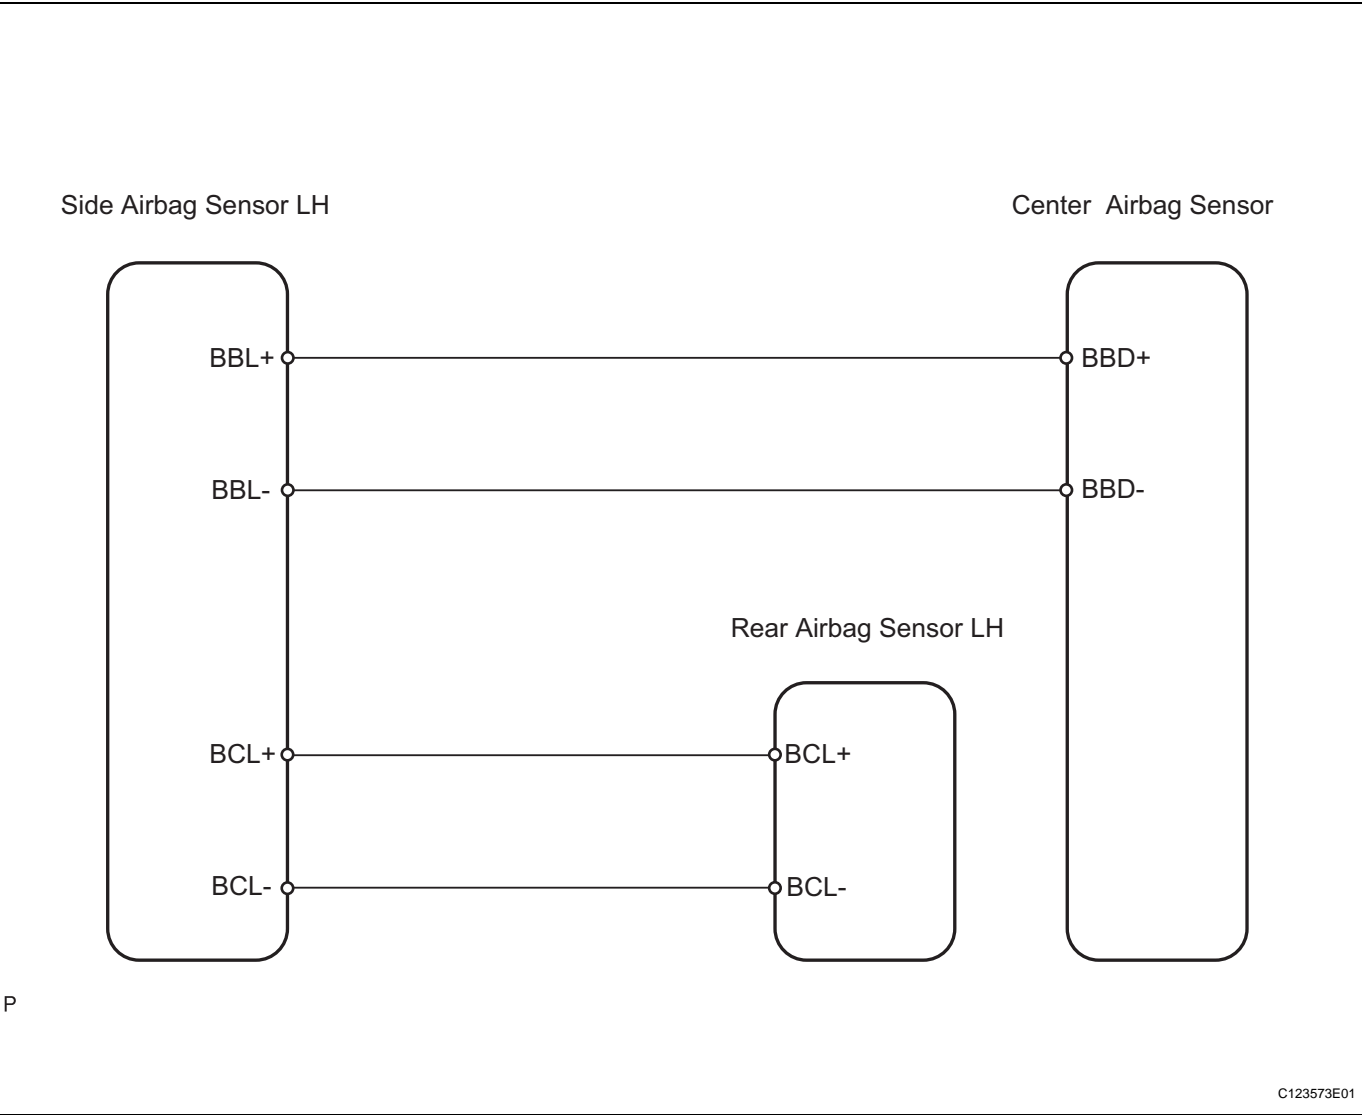 Side Airbag Sensor LH
Center Airbag Sensor
BBL+
BBD+
BBL-
BBD-
Rear Airbag Sensor LH
BCL+
BCL+
BCL-
BCL-
P
C123573E01